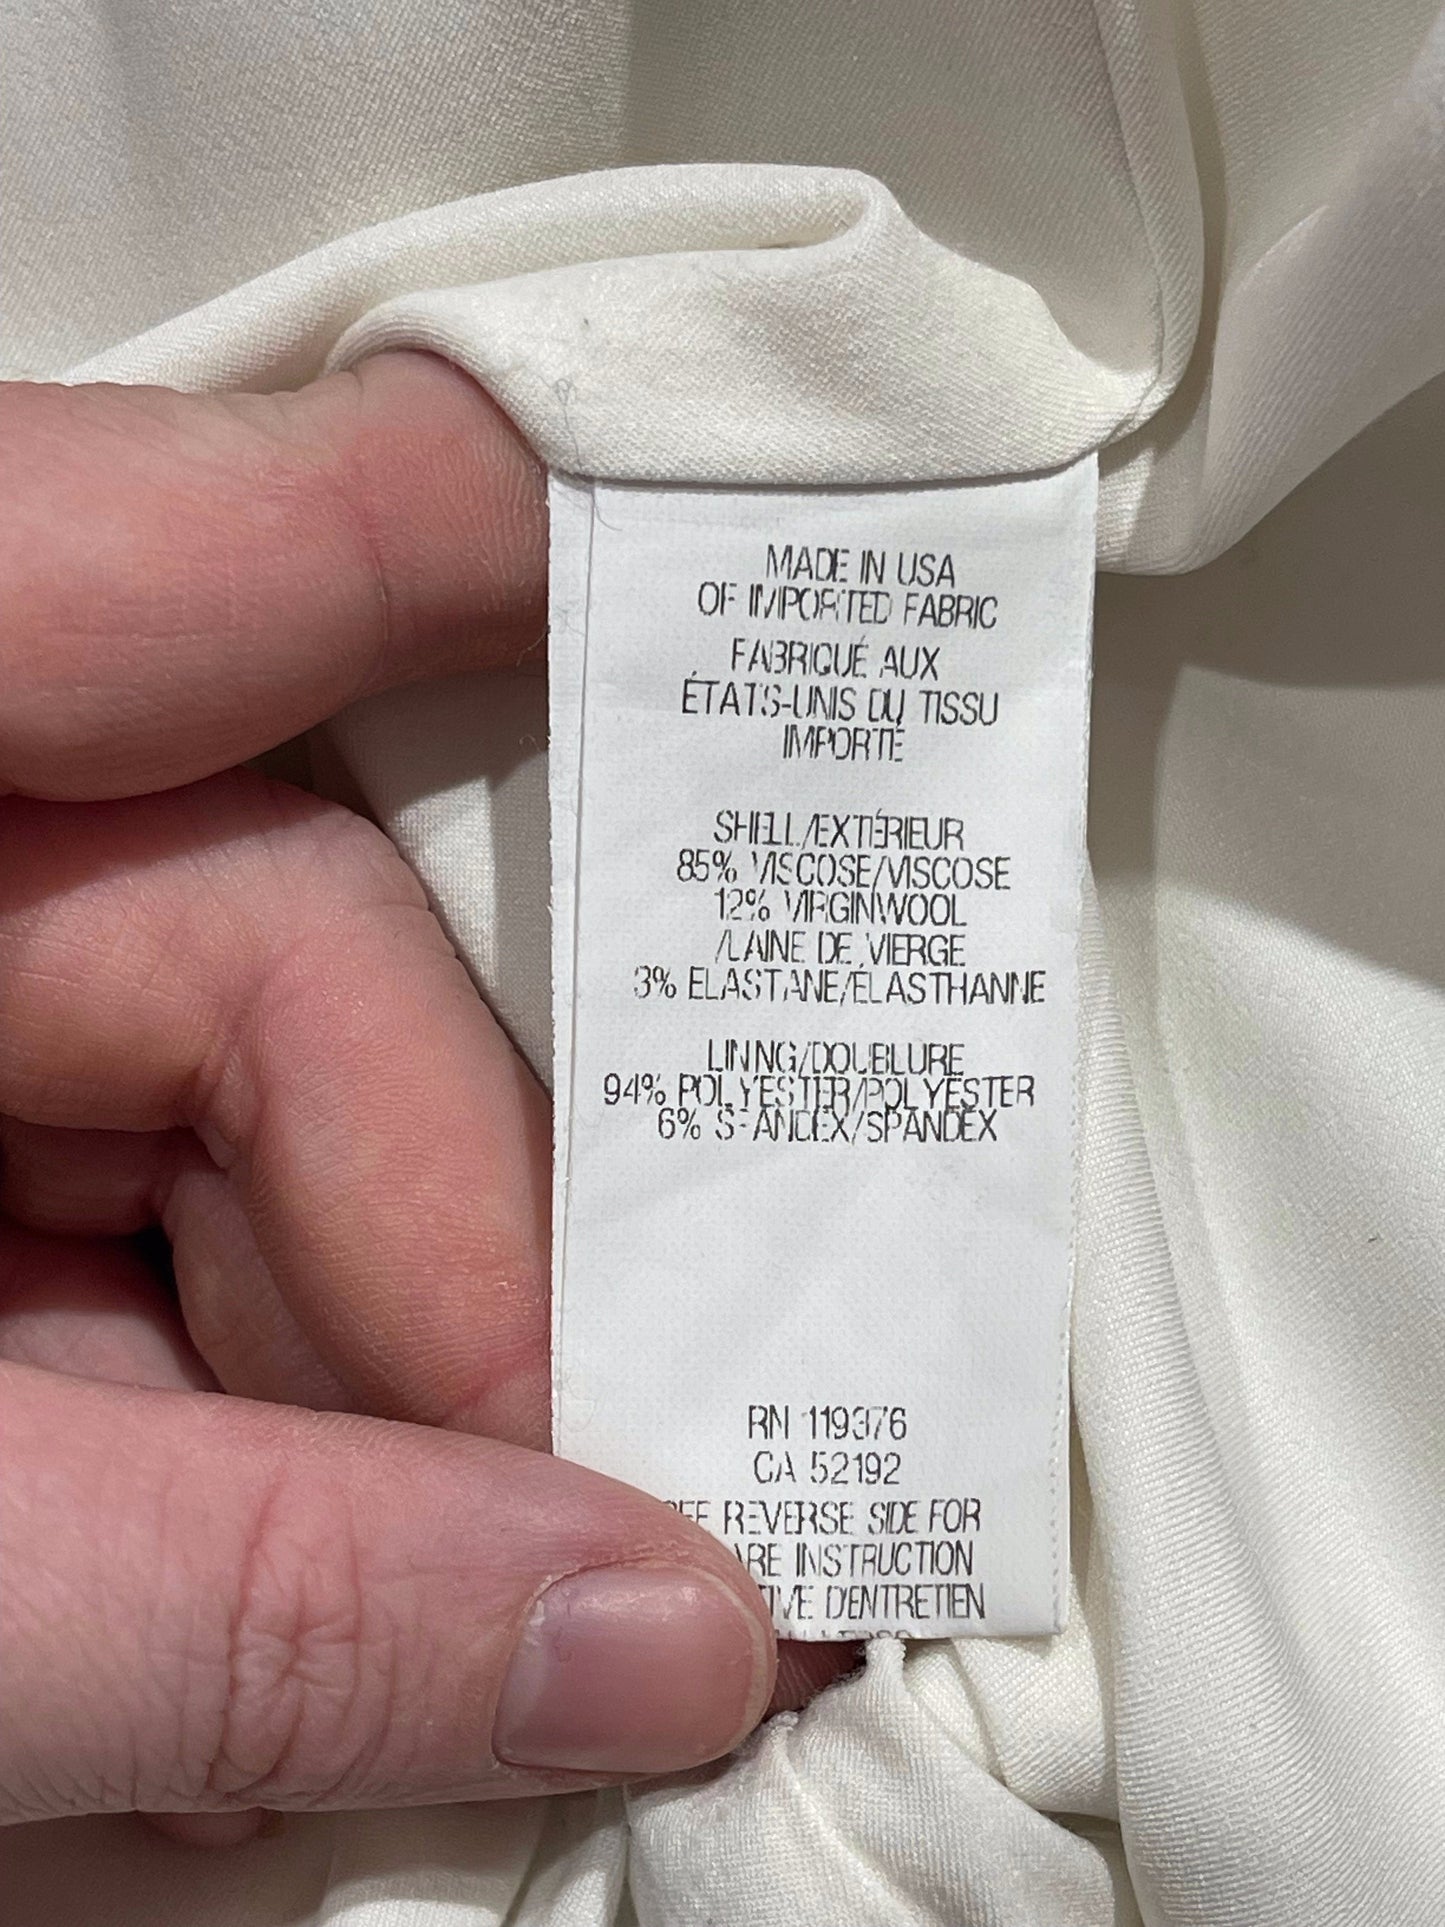 MADE IN USA
OF IMPORTED FABRIC
FABRIQUÉ AUX
ÉTATS-UNIS DU TISSU
IMPORTÉ
SHELL/EXTÉRIEUR
85% VISCOSE/VISCOSE
12% VIRGINWOOL
/LAINE DE VIERGE
3% ELASTANE/ÉLASTHANNE
LINING/DOUBLURE
94% POLYESTER/POLYESTER
6% SPANDEX/SPANDEX
RN 119376
CA 52192
REVERSE SIDE FOR
INSTRUCTION
D'ENTRETIEN